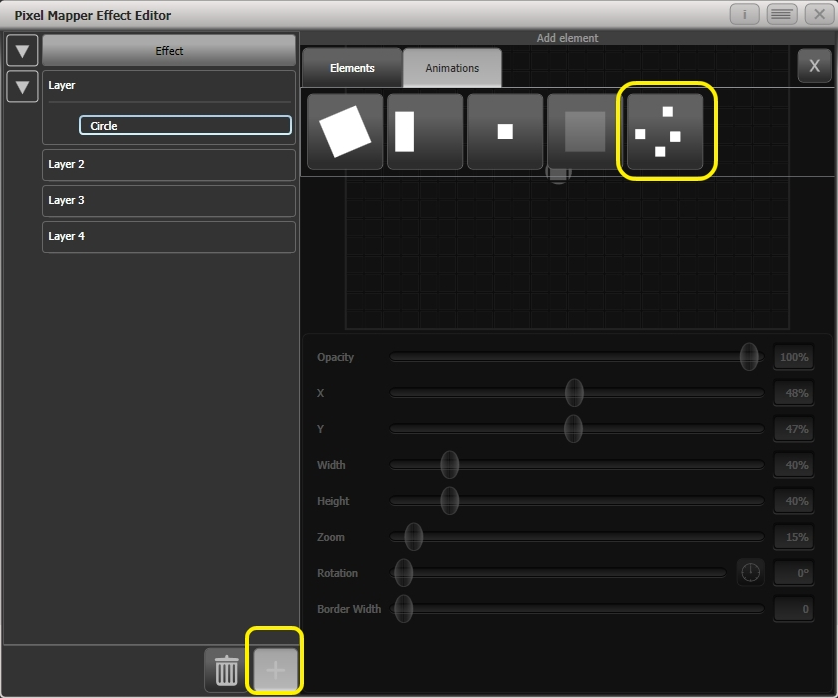 Pixel Mapper Effect Editor
Add element
Effect
Elements
Animations
X
Layer
Circle
Layer 2
Layer 3
Layer 4
Opacity 100%
X 48%
Y 47%
Width 40%
Height 40%
Zoom 15%
Rotation 0°
Border Width 0